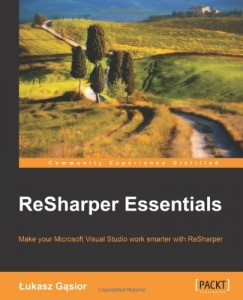 Community Experience Distilled
ReSharper Essentials
Make your Microsoft Visual Studio work smarter with ReSharper
Łukasz Gąsior
PACKT